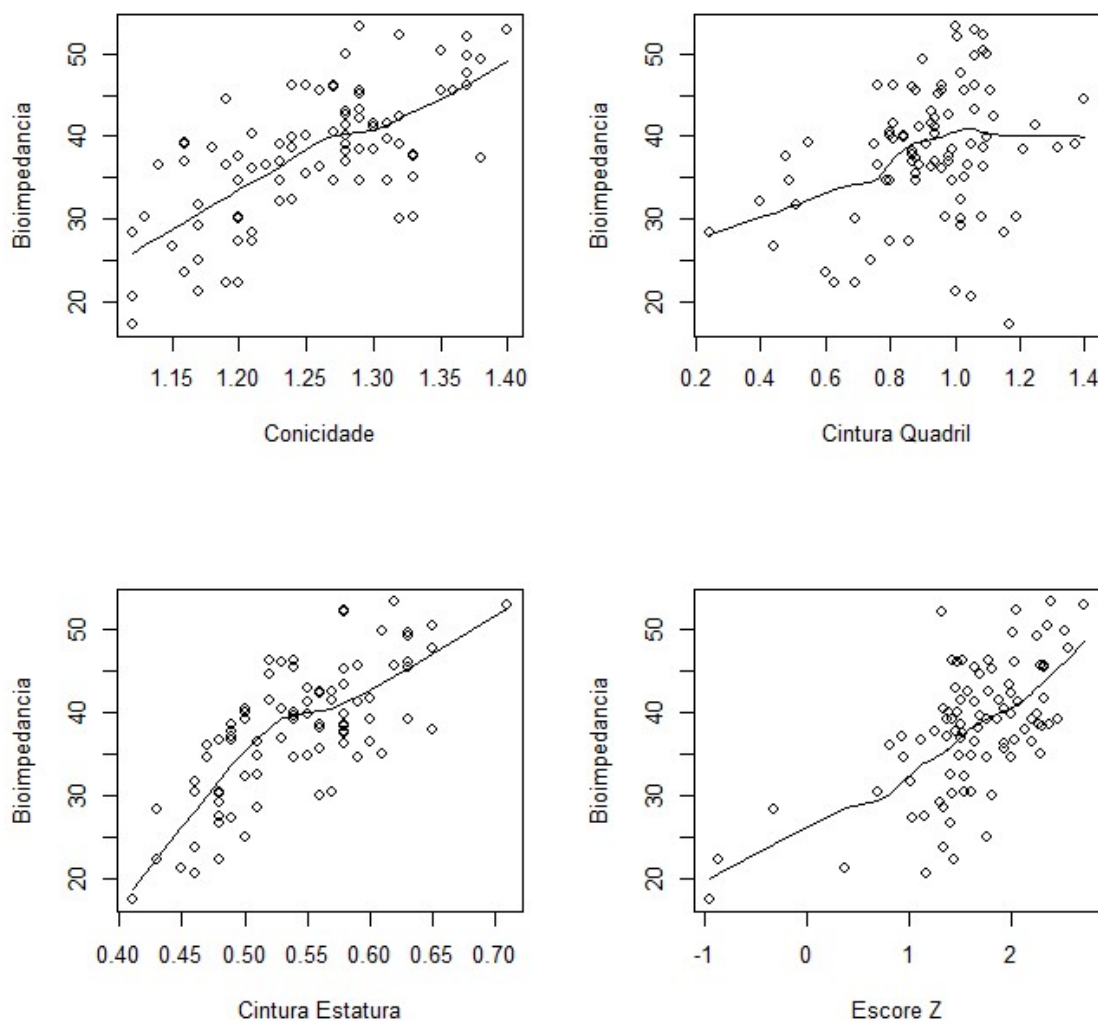 Bioimpedancia
50
40
30
20
1.15 1.20 1.25 1.30 1.35 1.40
Conicidade
Bioimpedancia
50
40
30
20
0.2 0.4 0.6 0.8 1.0 1.2 1.4
Cintura Quadril
Bioimpedancia
50
40
30
20
0.40 0.45 0.50 0.55 0.60 0.65 0.70
Cintura Estatura
Bioimpedancia
50
40
30
20
-1 0 1 2
Escore Z